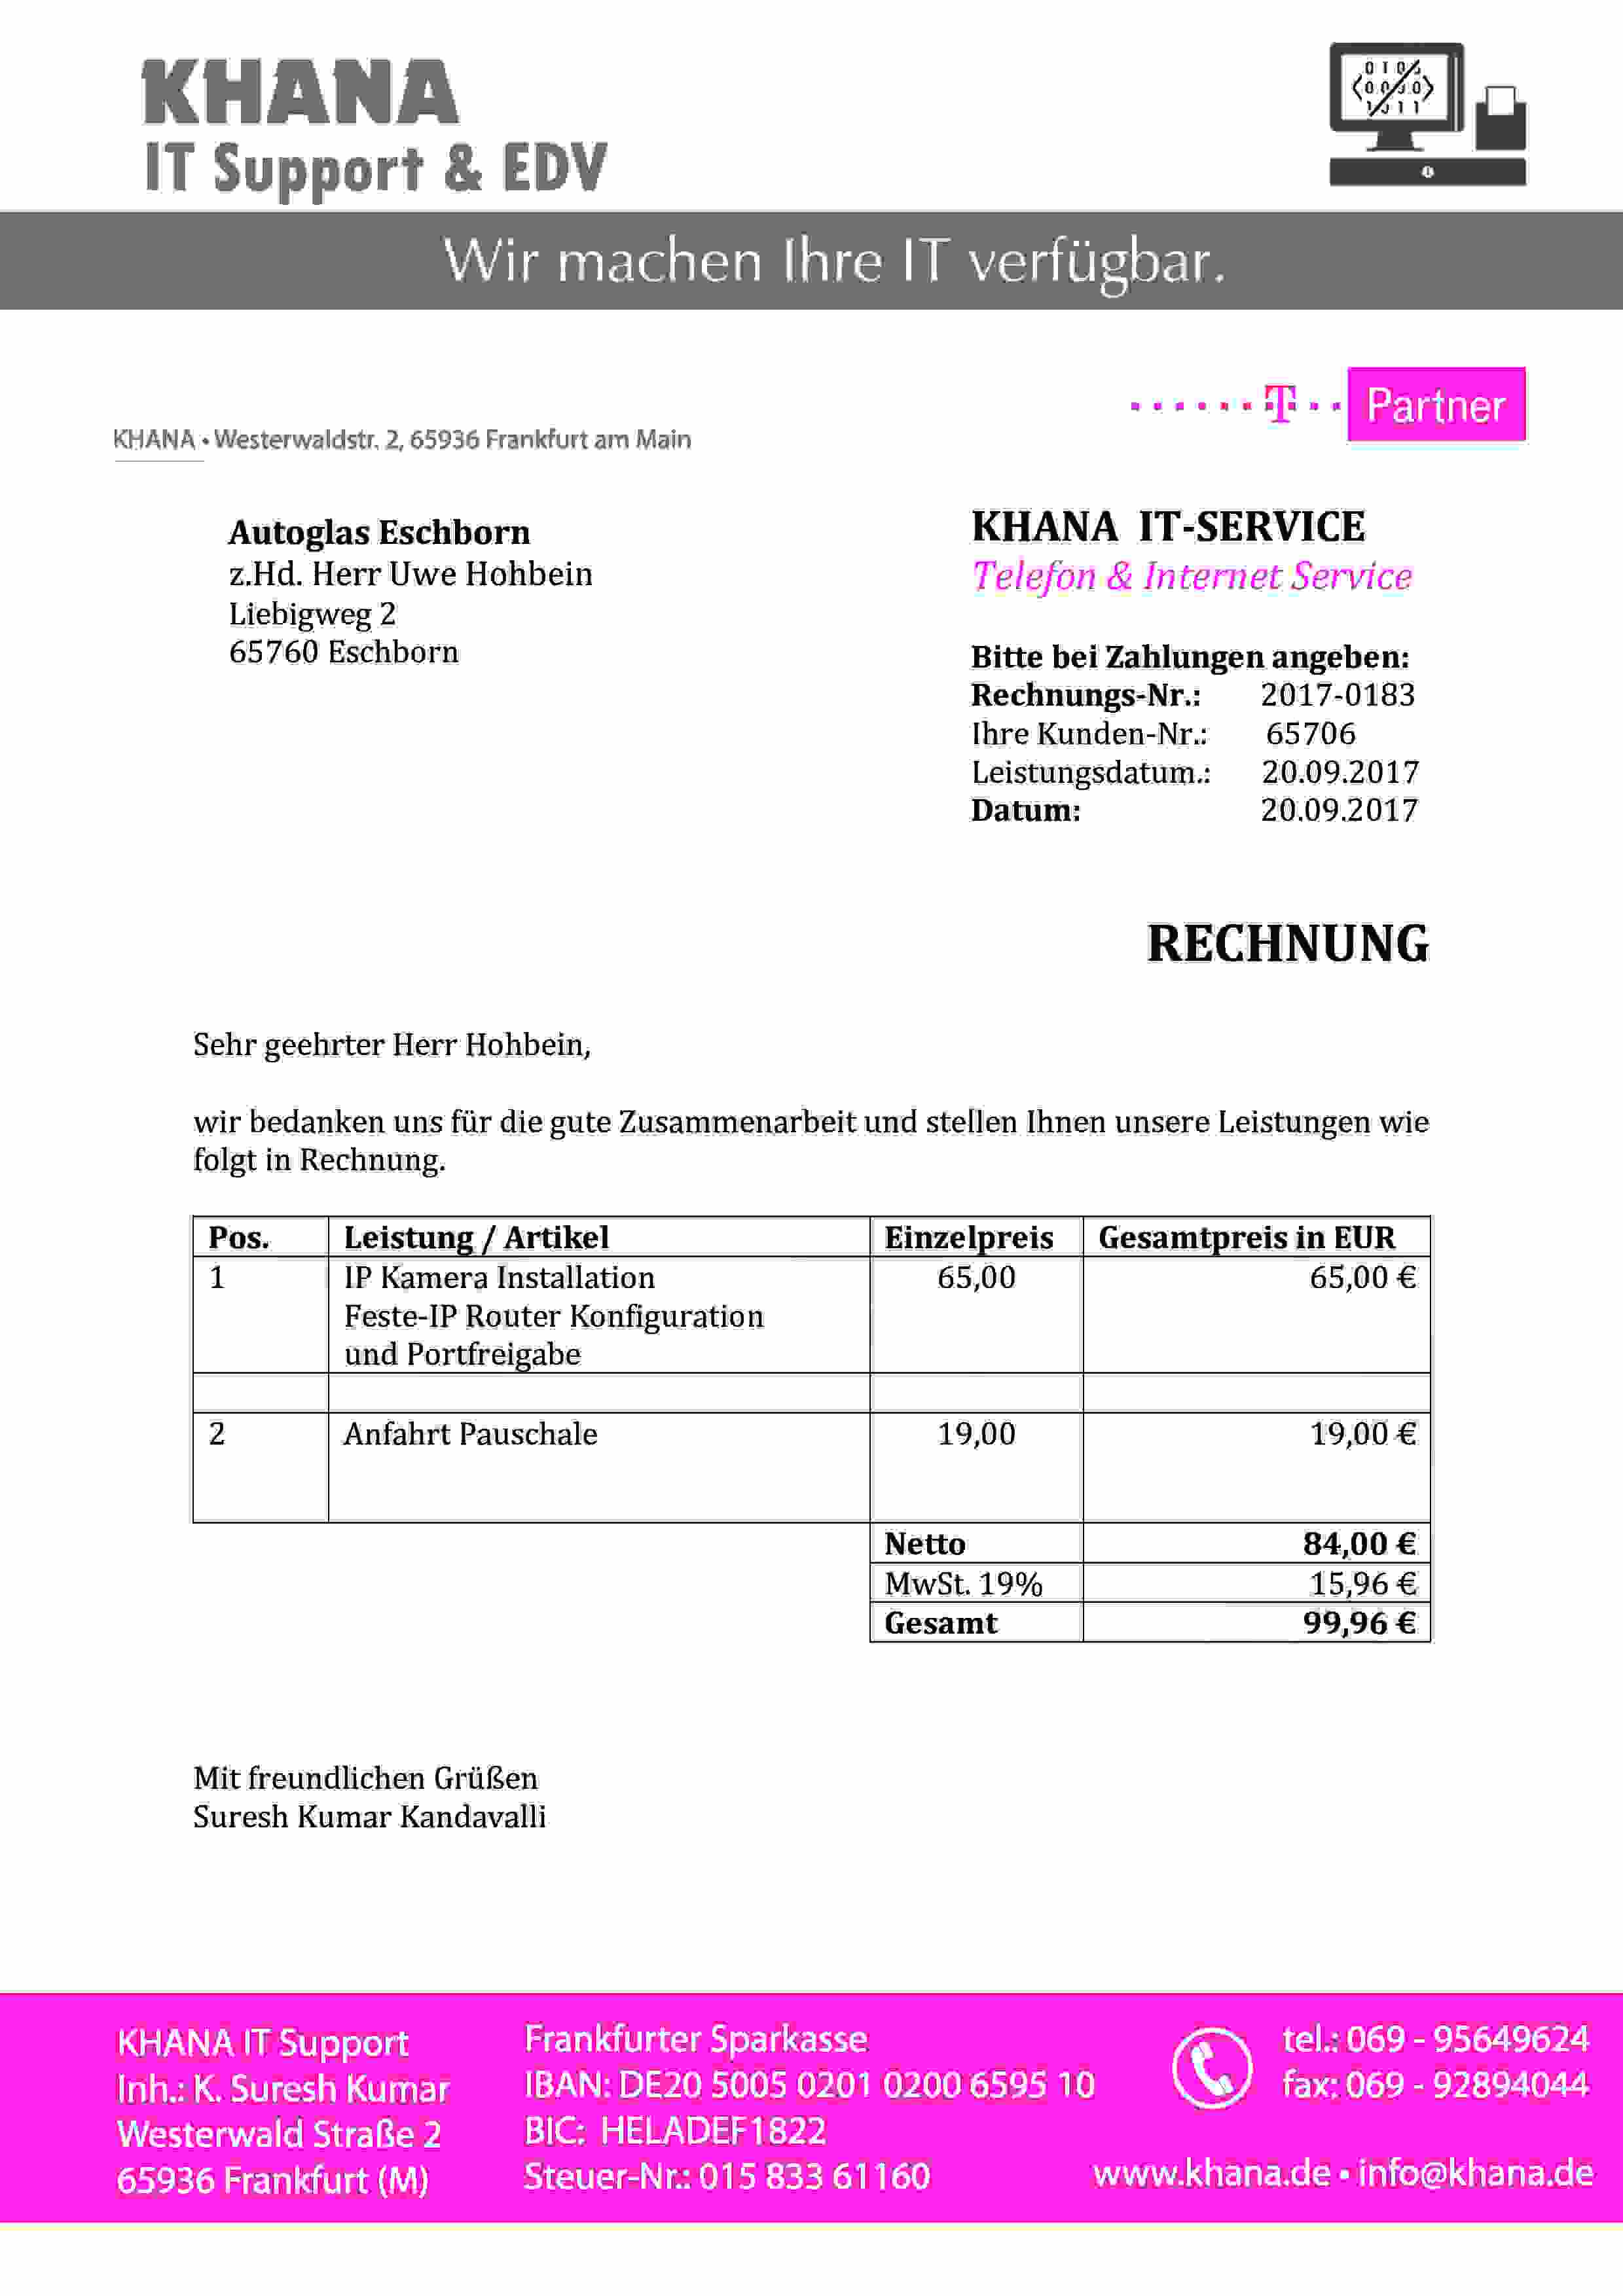 KHANA
IT Support & EDV
Wir machen Ihre IT verfügbar.
T Partner
KHANA • Westerwaldstr. 2, 65936 Frankfurt am Main
Autoglas Eschborn
z.Hd. Herr Uwe Hohbein
Liebigweg 2
65760 Eschborn
KHANA IT-SERVICE
Telefon & Internet Service
Bitte bei Zahlungen angeben:
Rechnungs-Nr.: 2017-0183
Ihre Kunden-Nr.: 65706
Leistungsdatum.: 20.09.2017
Datum: 20.09.2017
RECHNUNG
Sehr geehrter Herr Hohbein,
wir bedanken uns für die gute Zusammenarbeit und stellen Ihnen unsere Leistungen wie
folgt in Rechnung.
Pos. Leistung / Artikel Einzelpreis Gesamtpreis in EUR
1 IP Kamera Installation 65,00 65,00 €
Feste-IP Router Konfiguration
und Portfreigabe
2 Anfahrt Pauschale 19,00 19,00 €
Netto 84,00 €
MwSt. 19% 15,96 €
Gesamt 99,96 €
Mit freundlichen Grüßen
Suresh Kumar Kandavalli
KHANA IT Support
Inh.: K. Suresh Kumar
Westerwald Straße 2
65936 Frankfurt (M)
Frankfurter Sparkasse
IBAN: DE20 5005 0201 0200 6595 10
BIC: HELADEF1822
Steuer-Nr.: 015 833 61160
tel.: 069 - 95649624
fax: 069 - 92894044
www.khana.de • info@khana.de